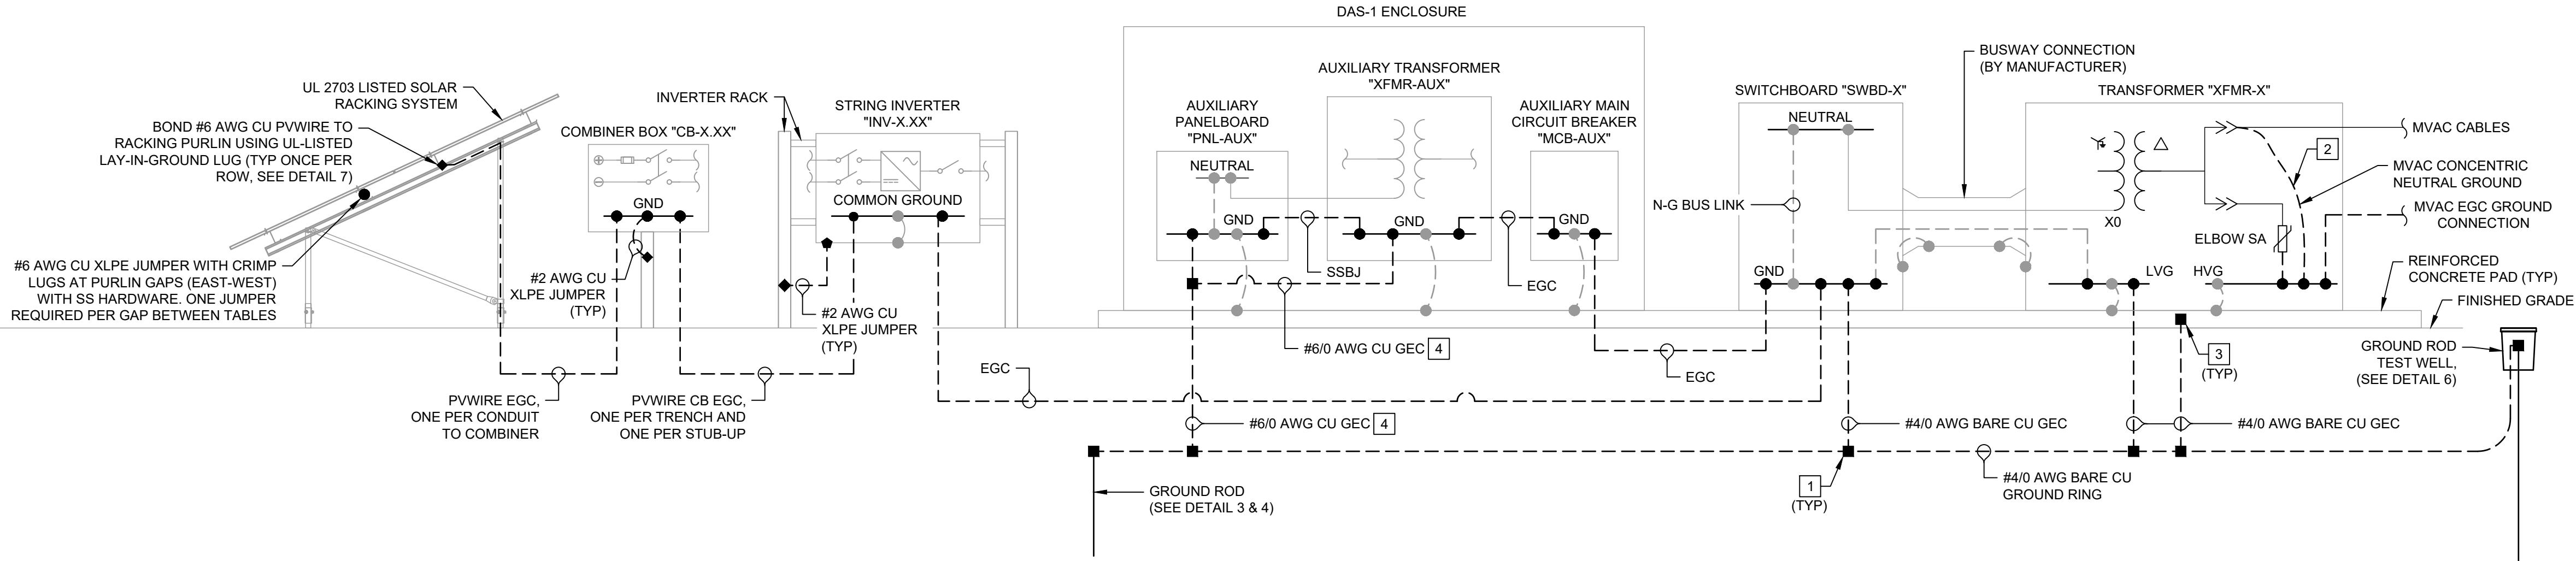 DAS-1 ENCLOSURE
UL 2703 LISTED SOLAR
RACKING SYSTEM
BOND #6 AWG CU PVWIRE TO
RACKING PURLIN USING UL-LISTED
LAY-IN-GROUND LUG (TYP ONCE PER
ROW, SEE DETAIL 7)
#6 AWG CU XLPE JUMPER WITH CRIMP
LUGS AT PURLIN GAPS (EAST-WEST)
WITH SS HARDWARE. ONE JUMPER
REQUIRED PER GAP BETWEEN TABLES
COMBINER BOX "CB-X.XX"
GND
#2 AWG CU
XLPE JUMPER
(TYP)
PVWIRE EGC,
ONE PER CONDUIT
TO COMBINER
INVERTER RACK
STRING INVERTER
"INV-X.XX"
COMMON GROUND
#2 AWG CU
XLPE JUMPER
(TYP)
PVWIRE CB EGC,
ONE PER TRENCH AND
ONE PER STUB-UP
EGC
AUXILIARY
PANELBOARD
"PNL-AUX"
NEUTRAL
GND
AUXILIARY TRANSFORMER
"XFMR-AUX"
GND
SSBJ
AUXILIARY MAIN
CIRCUIT BREAKER
"MCB-AUX"
GND
EGC
#6/0 AWG CU GEC 4
EGC
#6/0 AWG CU GEC 4
GROUND ROD
(SEE DETAIL 3 & 4)
SWITCHBOARD "SWBD-X"
NEUTRAL
N-G BUS LINK
GND
BUSWAY CONNECTION
(BY MANUFACTURER)
TRANSFORMER "XFMR-X"
X0
LVG
HVG
ELBOW SA
2
MVAC CABLES
MVAC CONCENTRIC
NEUTRAL GROUND
MVAC EGC GROUND
CONNECTION
REINFORCED
CONCRETE PAD (TYP)
FINISHED GRADE
3
(TYP)
GROUND ROD
TEST WELL,
(SEE DETAIL 6)
#4/0 AWG BARE CU GEC
#4/0 AWG BARE CU GEC
1
(TYP)
#4/0 AWG BARE CU
GROUND RING